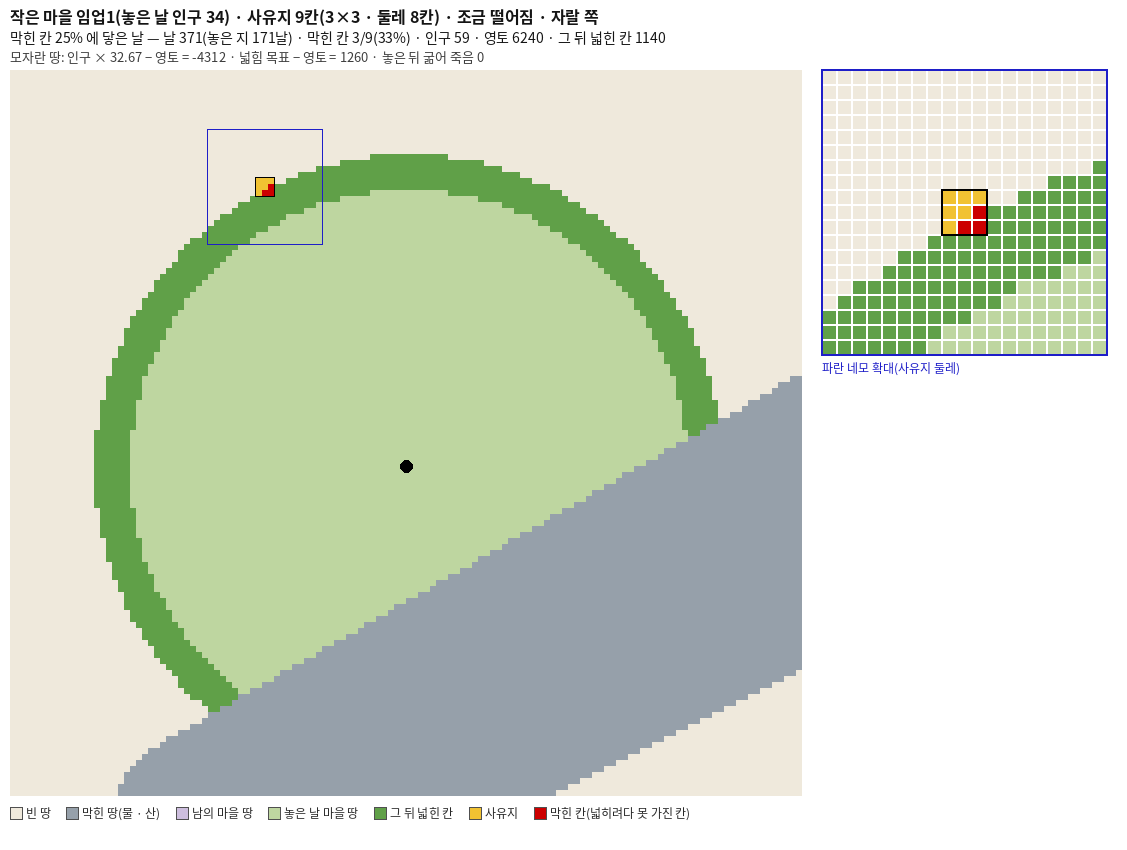 작은 마을 임업1(놓은 날 인구 34) · 사유지 9칸(3×3 · 둘레 8칸) · 조금 떨어짐 · 자랄 쪽
막힌 칸 25% 에 닿은 날 — 날 371(놓은 지 171날) · 막힌 칸 3/9(33%) · 인구 59 · 영토 6240 · 그 뒤 넓힌 칸 1140
모자란 땅: 인구 × 32.67 − 영토 = -4312 · 넓힘 목표 − 영토 = 1260 · 놓은 뒤 굶어 죽음 0
파란 네모 확대(사유지 둘레)
빈 땅 막힌 땅(물 · 산) 남의 마을 땅 놓은 날 마을 땅 그 뒤 넓힌 칸 사유지 막힌 칸(넓히려다 못 가진 칸)